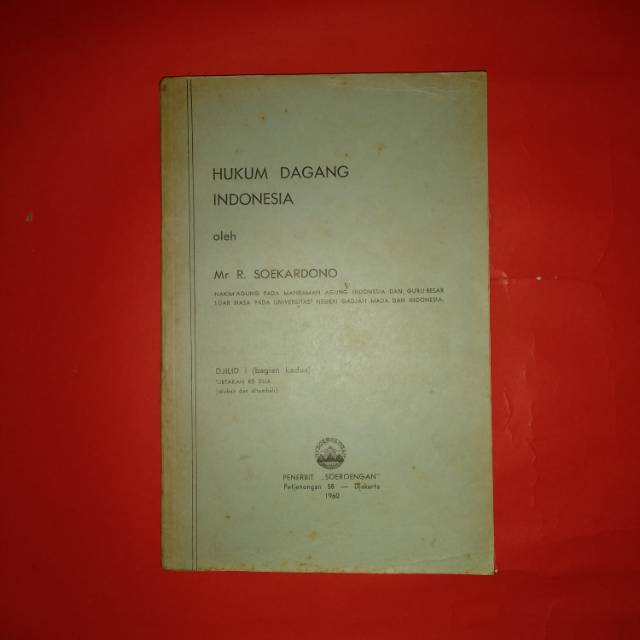 HUKUM DAGANG
INDONESIA
oleh
Mr R. SOEKARDONO
HAKIM AGUNG PADA MAHKAMAH AGUNG INDONESIA DAN GURU-BESAR
LUAR BIASA PADA UNIVERSITAS² NEGERI GADJAH MADA DAN INDONESIA.
DJILID I (bagian kedua)
TJETAKAN KE DUA
(diubah dan ditambah)
PENERBIT „SOEROENGAN"
Petjenongan 58 — Djakarta
1960